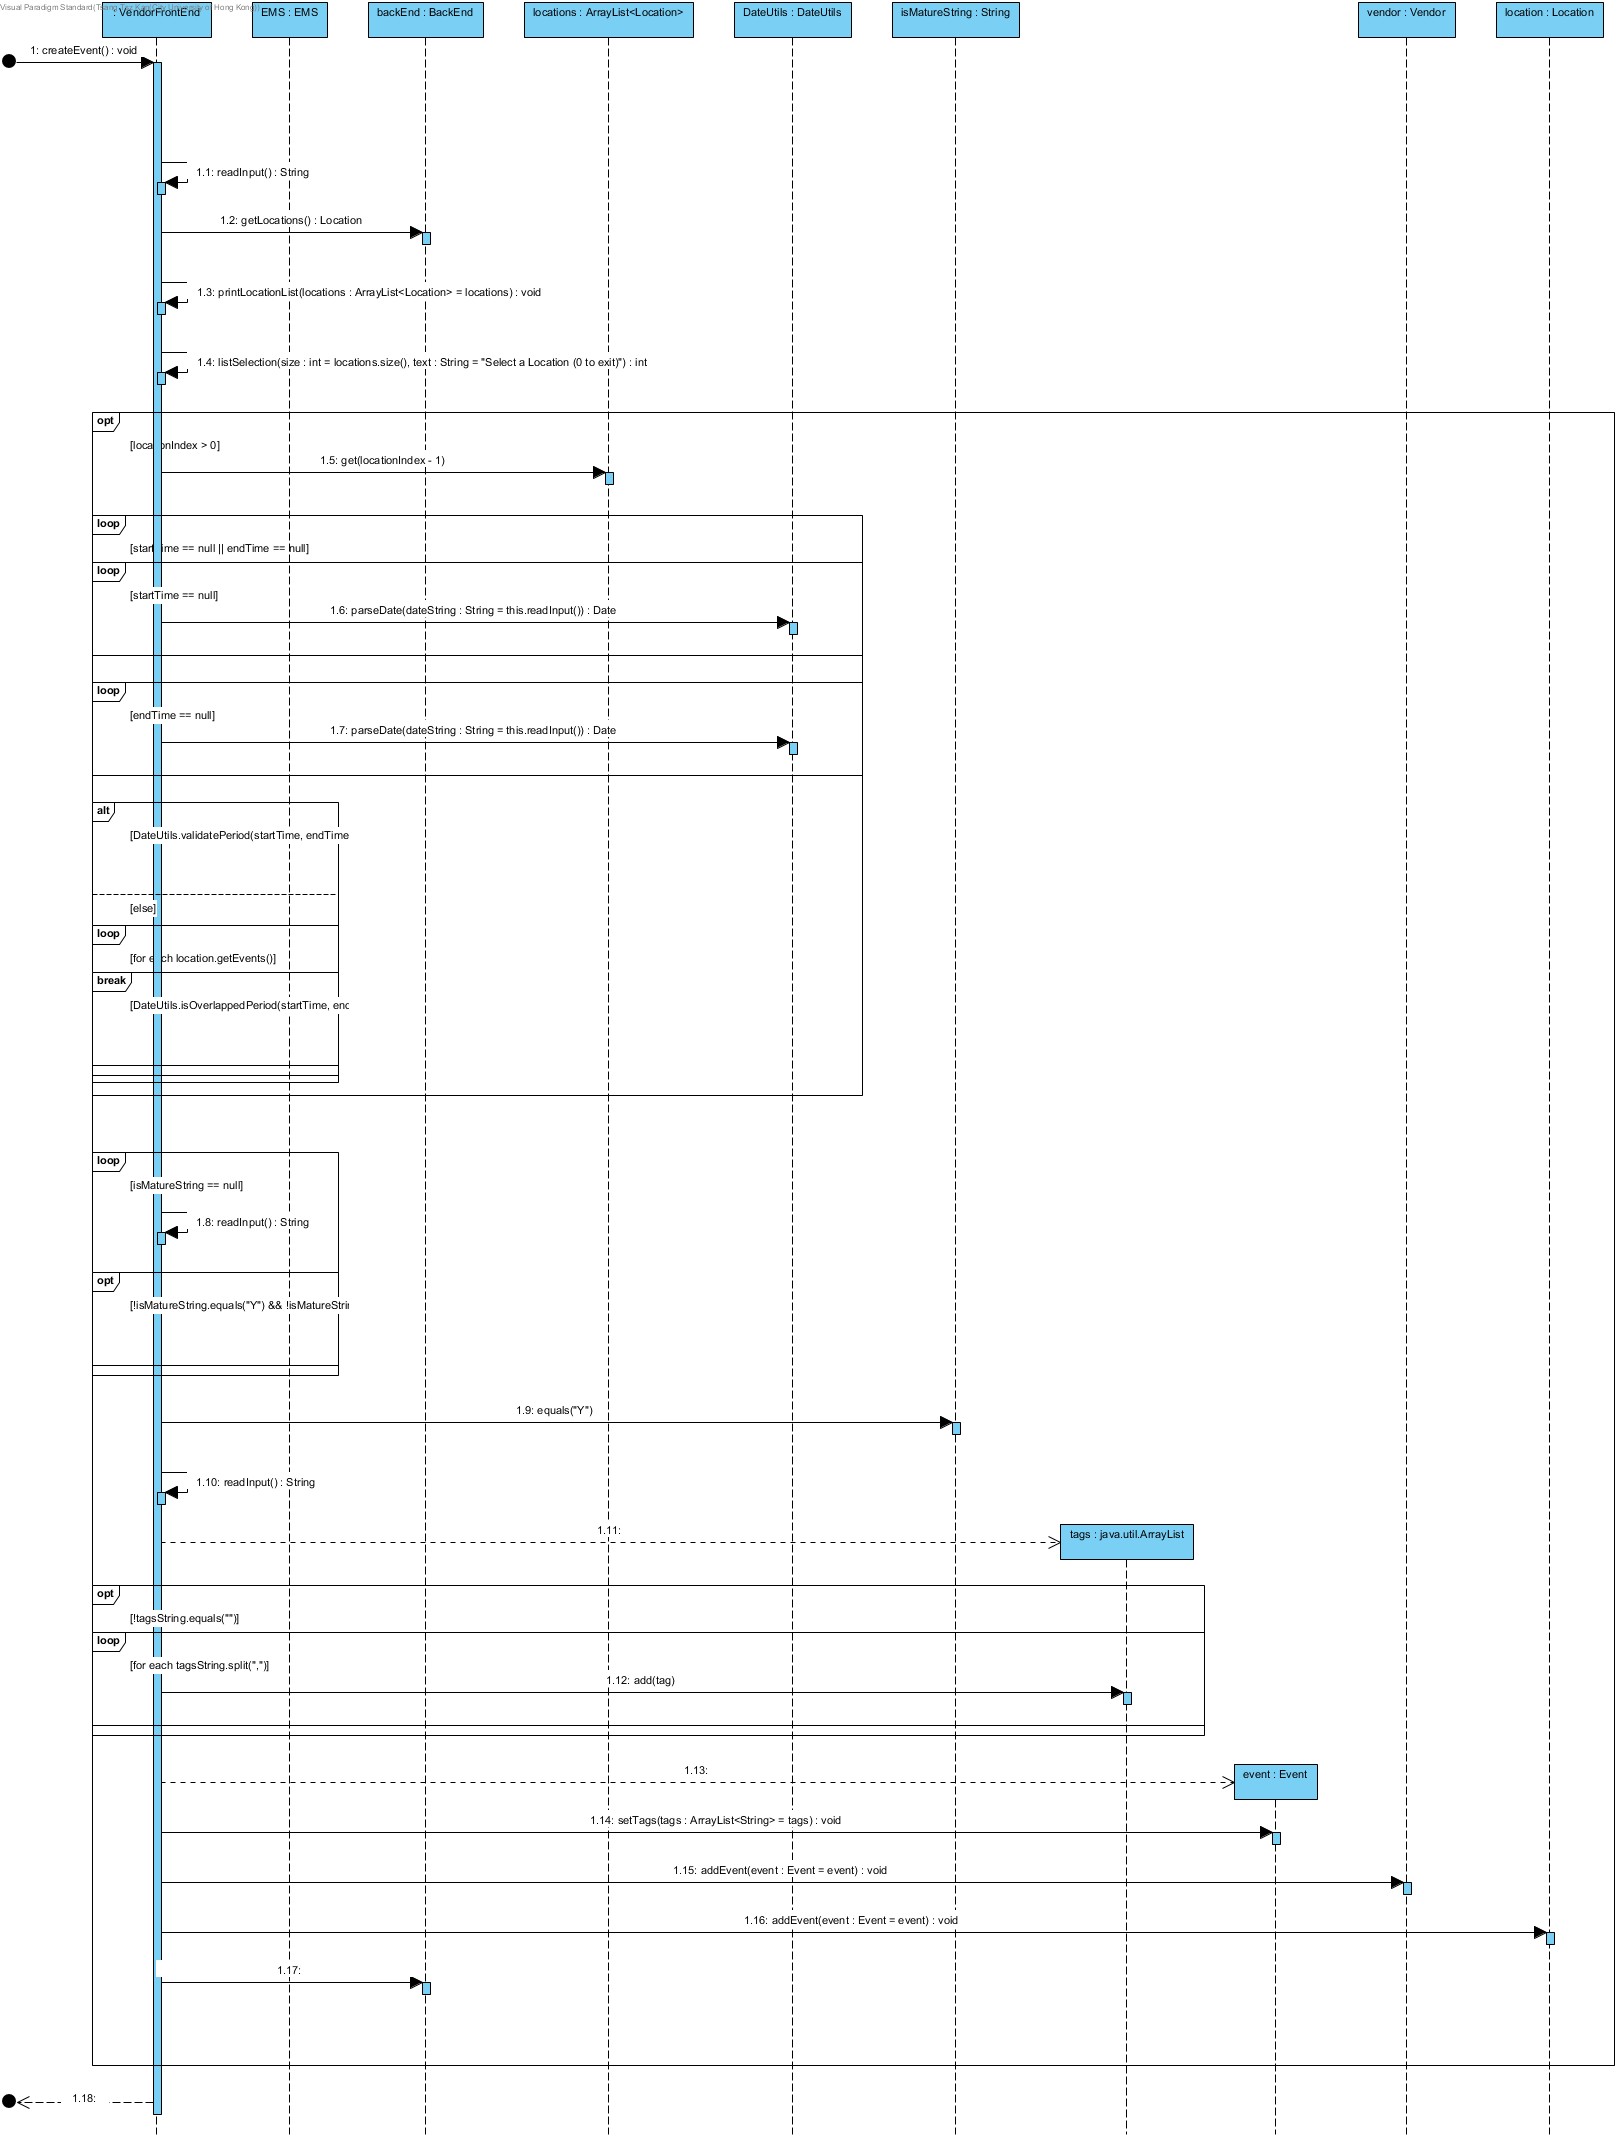 Visual Paradigm Standard(
: VendorFrontEnd
EMS : EMS
backEnd : BackEnd
locations : ArrayList<Location>
DateUtils : DateUtils
isMatureString : String
vendor : Vendor
location : Location
1: createEvent() : void
1.1: readInput() : String
1.2: getLocations() : Location
1.3: printLocationList(locations : ArrayList<Location> = locations) : void
1.4: listSelection(size : int = locations.size(), text : String = "Select a Location (0 to exit)") : int
opt
[locationIndex > 0]
1.5: get(locationIndex - 1)
loop
[startTime == null || endTime == null]
loop
[startTime == null]
1.6: parseDate(dateString : String = this.readInput()) : Date
loop
[endTime == null]
1.7: parseDate(dateString : String = this.readInput()) : Date
alt
[DateUtils.validatePeriod(startTime, endTime
[else]
loop
[for each location.getEvents()]
break
[DateUtils.isOverlappedPeriod(startTime, end
loop
[isMatureString == null]
1.8: readInput() : String
opt
[!isMatureString.equals("Y") && !isMatureStrin
1.9: equals("Y")
1.10: readInput() : String
1.11:
tags : java.util.ArrayList
opt
[!tagsString.equals("")]
loop
[for each tagsString.split(",")]
1.12: add(tag)
1.13:
event : Event
1.14: setTags(tags : ArrayList<String> = tags) : void
1.15: addEvent(event : Event = event) : void
1.16: addEvent(event : Event = event) : void
1.17:
1.18: